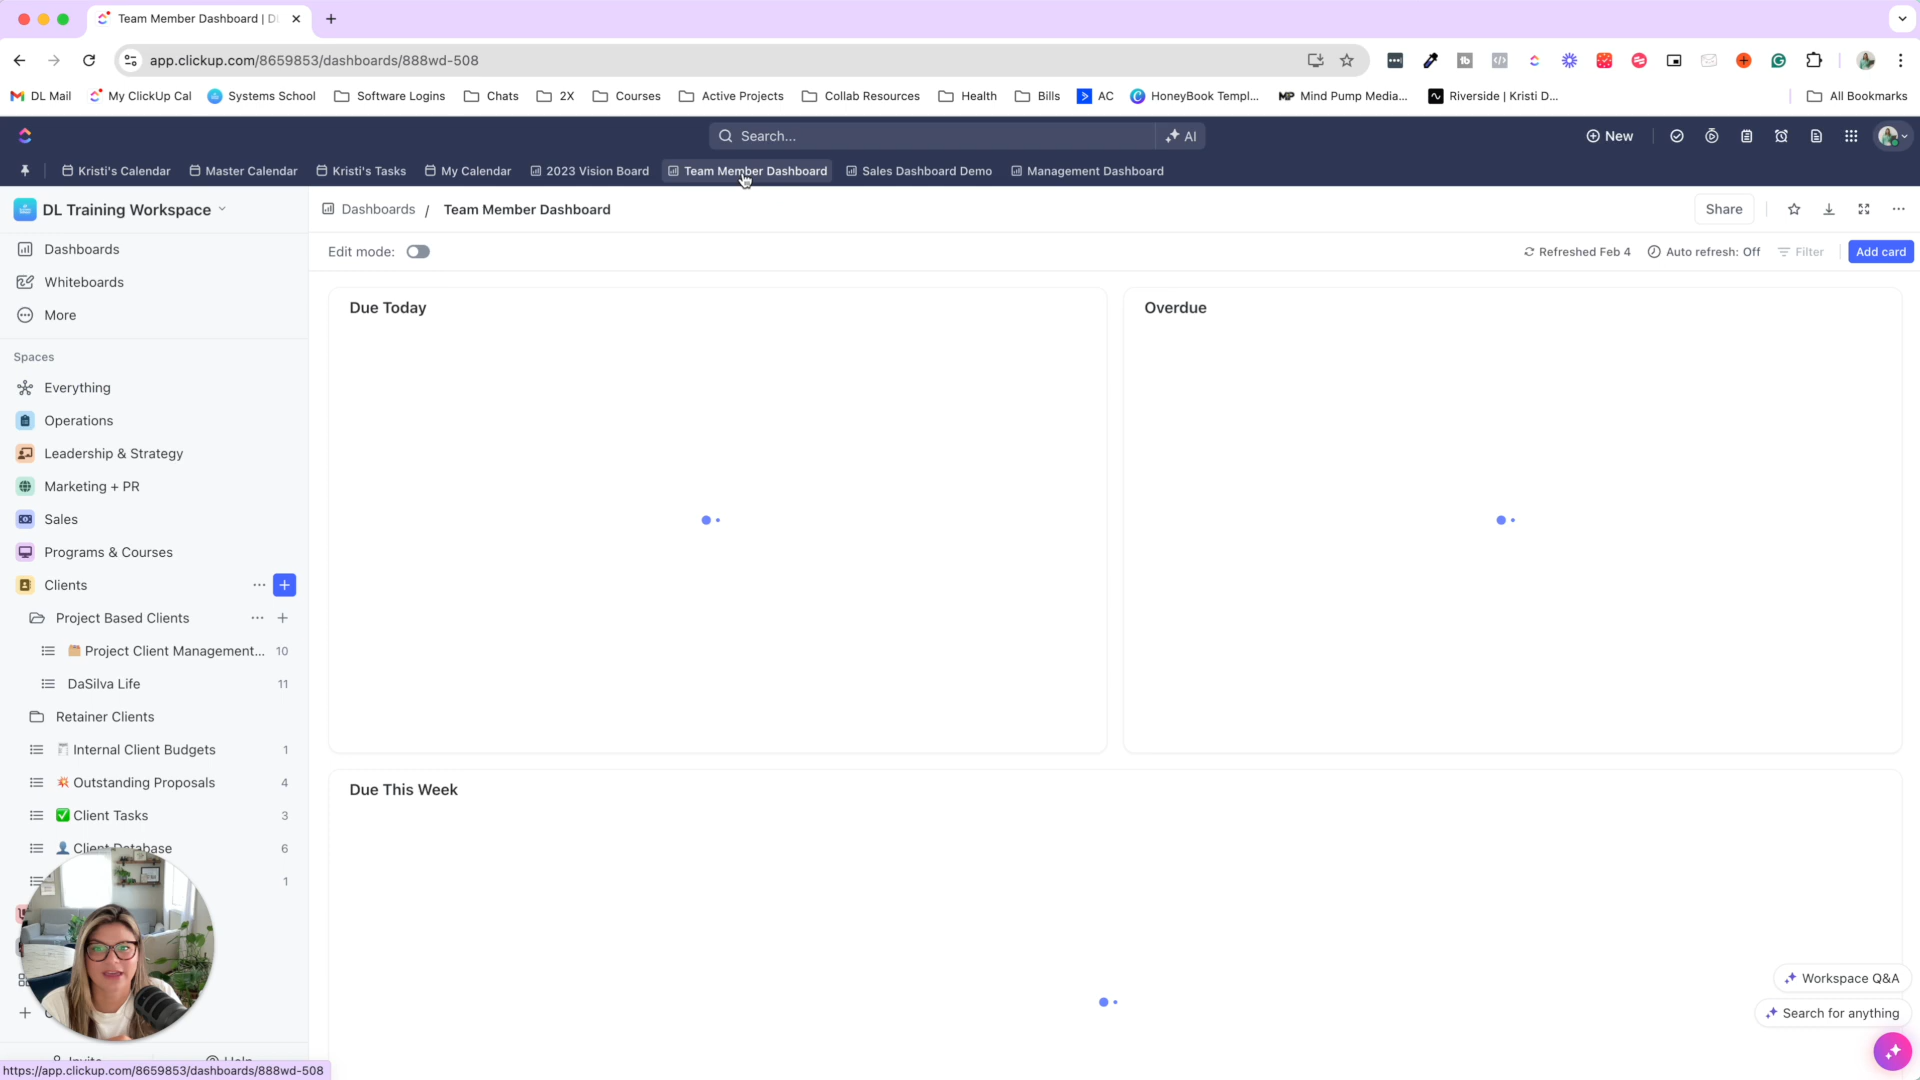 Team Member Dashboard | D
app.clickup.com/8659853/dashboards/888wd-508
DL Mail
My ClickUp Cal
Systems School
Software Logins
Chats
2X
Courses
Active Projects
Collab Resources
Health
Bills
AC
HoneyBook Templ...
MP Mind Pump Media...
Riverside | Kristi D...
All Bookmarks
Search...
AI
New
Kristi's Calendar
Master Calendar
Kristi's Tasks
My Calendar
2023 Vision Board
Team Member Dashboard
Sales Dashboard Demo
Management Dashboard
DL Training Workspace
Dashboards / Team Member Dashboard
Share
Edit mode:
Refreshed Feb 4
Auto refresh: Off
Filter
Add card
Dashboards
Whiteboards
More
Spaces
Everything
Operations
Leadership & Strategy
Marketing + PR
Sales
Programs & Courses
Clients
Project Based Clients
Project Client Management... 10
DaSilva Life 11
Retainer Clients
Internal Client Budgets 1
Outstanding Proposals 4
Client Tasks 3
Client Database 6
1
Due Today
Overdue
Due This Week
Workspace Q&A
Search for anything
Invite
Help
https://app.clickup.com/8659853/dashboards/888wd-508